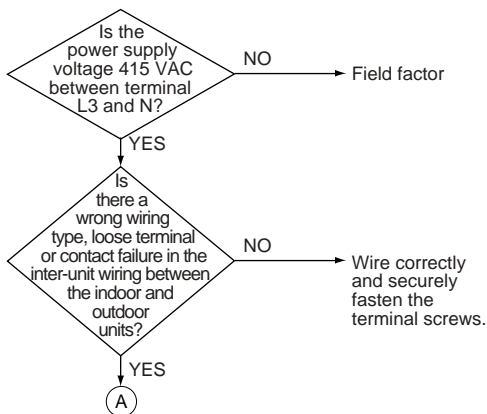 Is the
power supply
voltage 415 VAC
between terminal
L3 and N?
NO
Field factor
YES
Is
there a
wrong wiring
type, loose terminal
or contact failure in the
inter-unit wiring between
the indoor and
outdoor
units?
NO
Wire correctly
and securely
fasten the
terminal screws.
YES
A